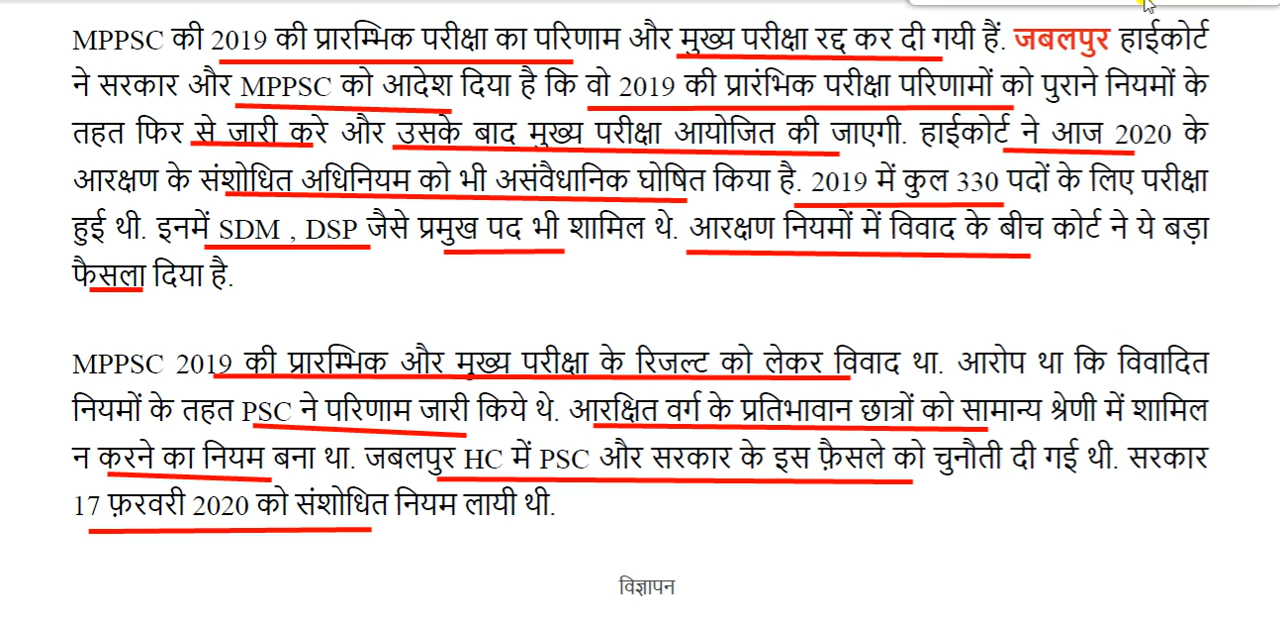 MPPSC की 2019 की प्रारम्भिक परीक्षा का परिणाम और मुख्य परीक्षा रद्द कर दी गयी हैं. जबलपुर हाईकोर्ट
ने सरकार और MPPSC को आदेश दिया है कि वो 2019 की प्रारंभिक परीक्षा परिणामों को पुराने नियमों के
तहत फिर से जारी करे और उसके बाद मुख्य परीक्षा आयोजित की जाएगी. हाईकोर्ट ने आज 2020 के
आरक्षण के संशोधित अधिनियम को भी असंवैधानिक घोषित किया है. 2019 में कुल 330 पदों के लिए परीक्षा
हुई थी. इनमें SDM , DSP जैसे प्रमुख पद भी शामिल थे. आरक्षण नियमों में विवाद के बीच कोर्ट ने ये बड़ा
फैसला दिया है.
MPPSC 2019 की प्रारम्भिक और मुख्य परीक्षा के रिजल्ट को लेकर विवाद था. आरोप था कि विवादित
नियमों के तहत PSC ने परिणाम जारी किये थे. आरक्षित वर्ग के प्रतिभावान छात्रों को सामान्य श्रेणी में शामिल
न करने का नियम बना था. जबलपुर HC में PSC और सरकार के इस फ़ैसले को चुनौती दी गई थी. सरकार
17 फ़रवरी 2020 को संशोधित नियम लायी थी.
विज्ञापन